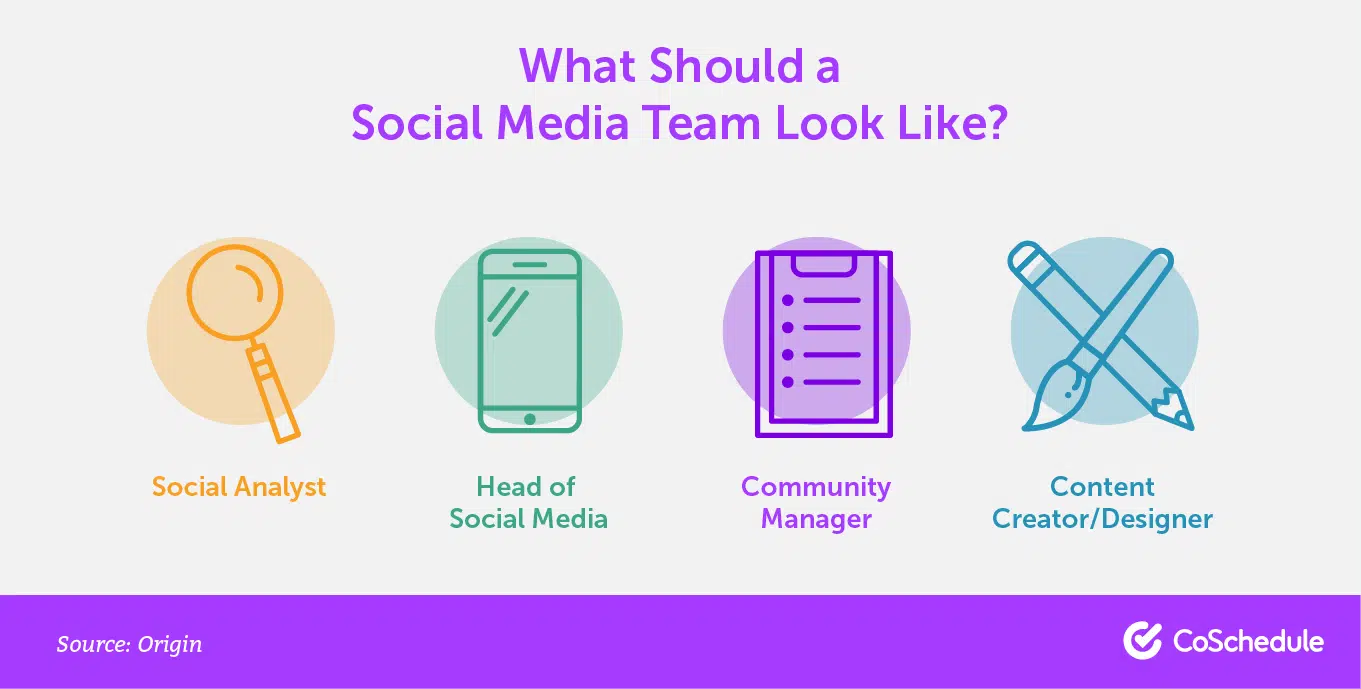 What Should a
Social Media Team Look Like?
Social Analyst
Head of
Social Media
Community
Manager
Content
Creator/Designer
Source: Origin
CoSchedule